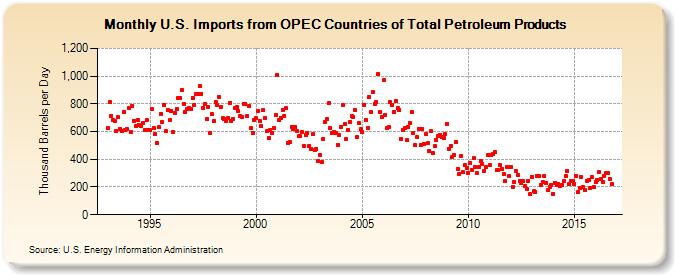 Monthly U.S. Imports from OPEC Countries of Total Petroleum Products
Thousand Barrels per Day
1,200
1,000
800
600
400
200
0
1995 2000 2005 2010 2015
Source: U.S. Energy Information Administration